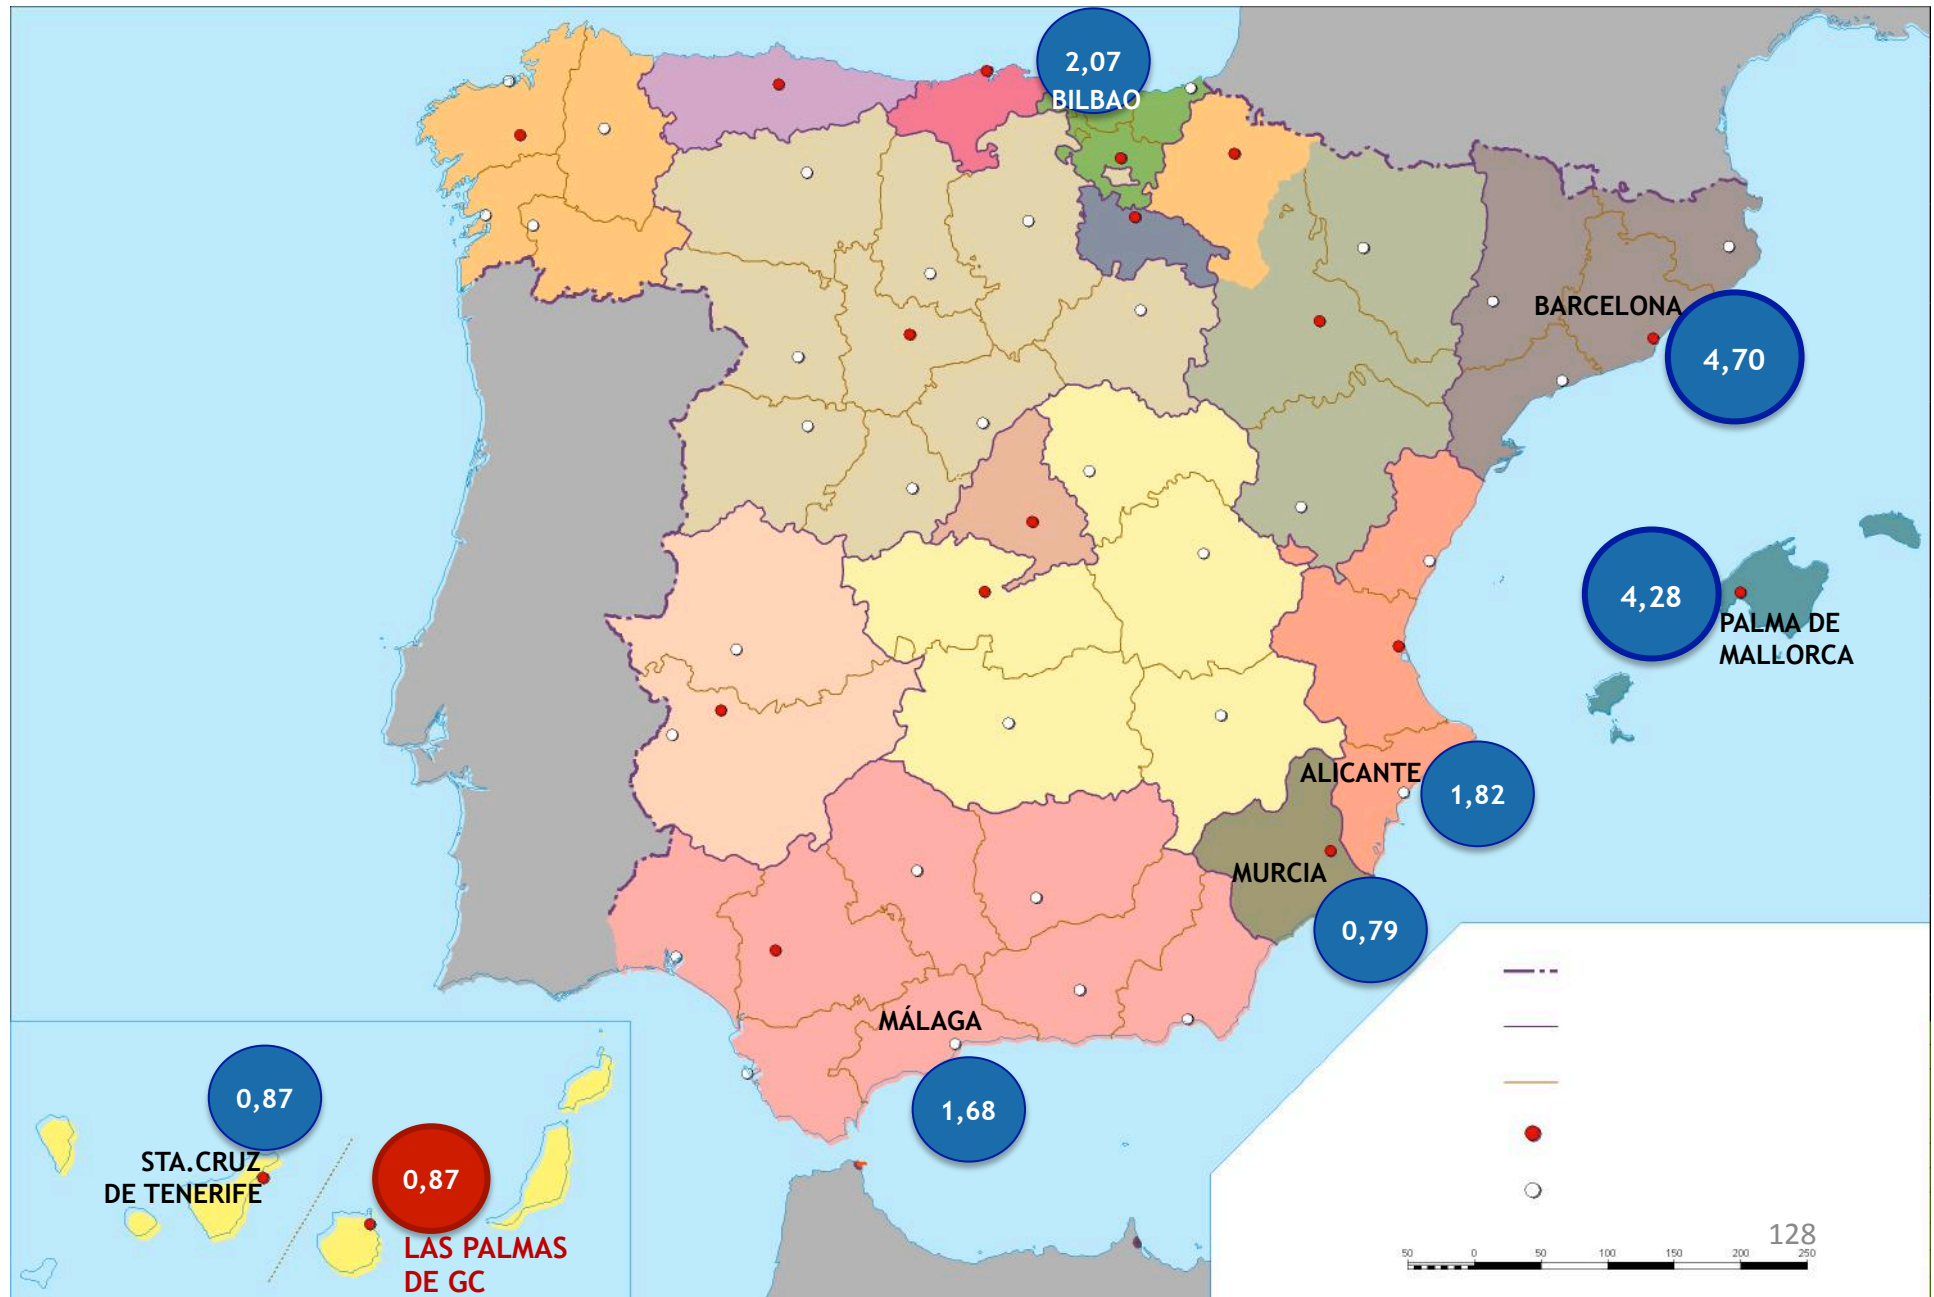 2,07
BILBAO
BARCELONA
4,70
4,28
PALMA DE
MALLORCA
ALICANTE
1,82
MURCIA
0,79
MÁLAGA
1,68
0,87
STA.CRUZ
DE TENERIFE
0,87
LAS PALMAS
DE GC
128
50 0 50 100 150 200 250